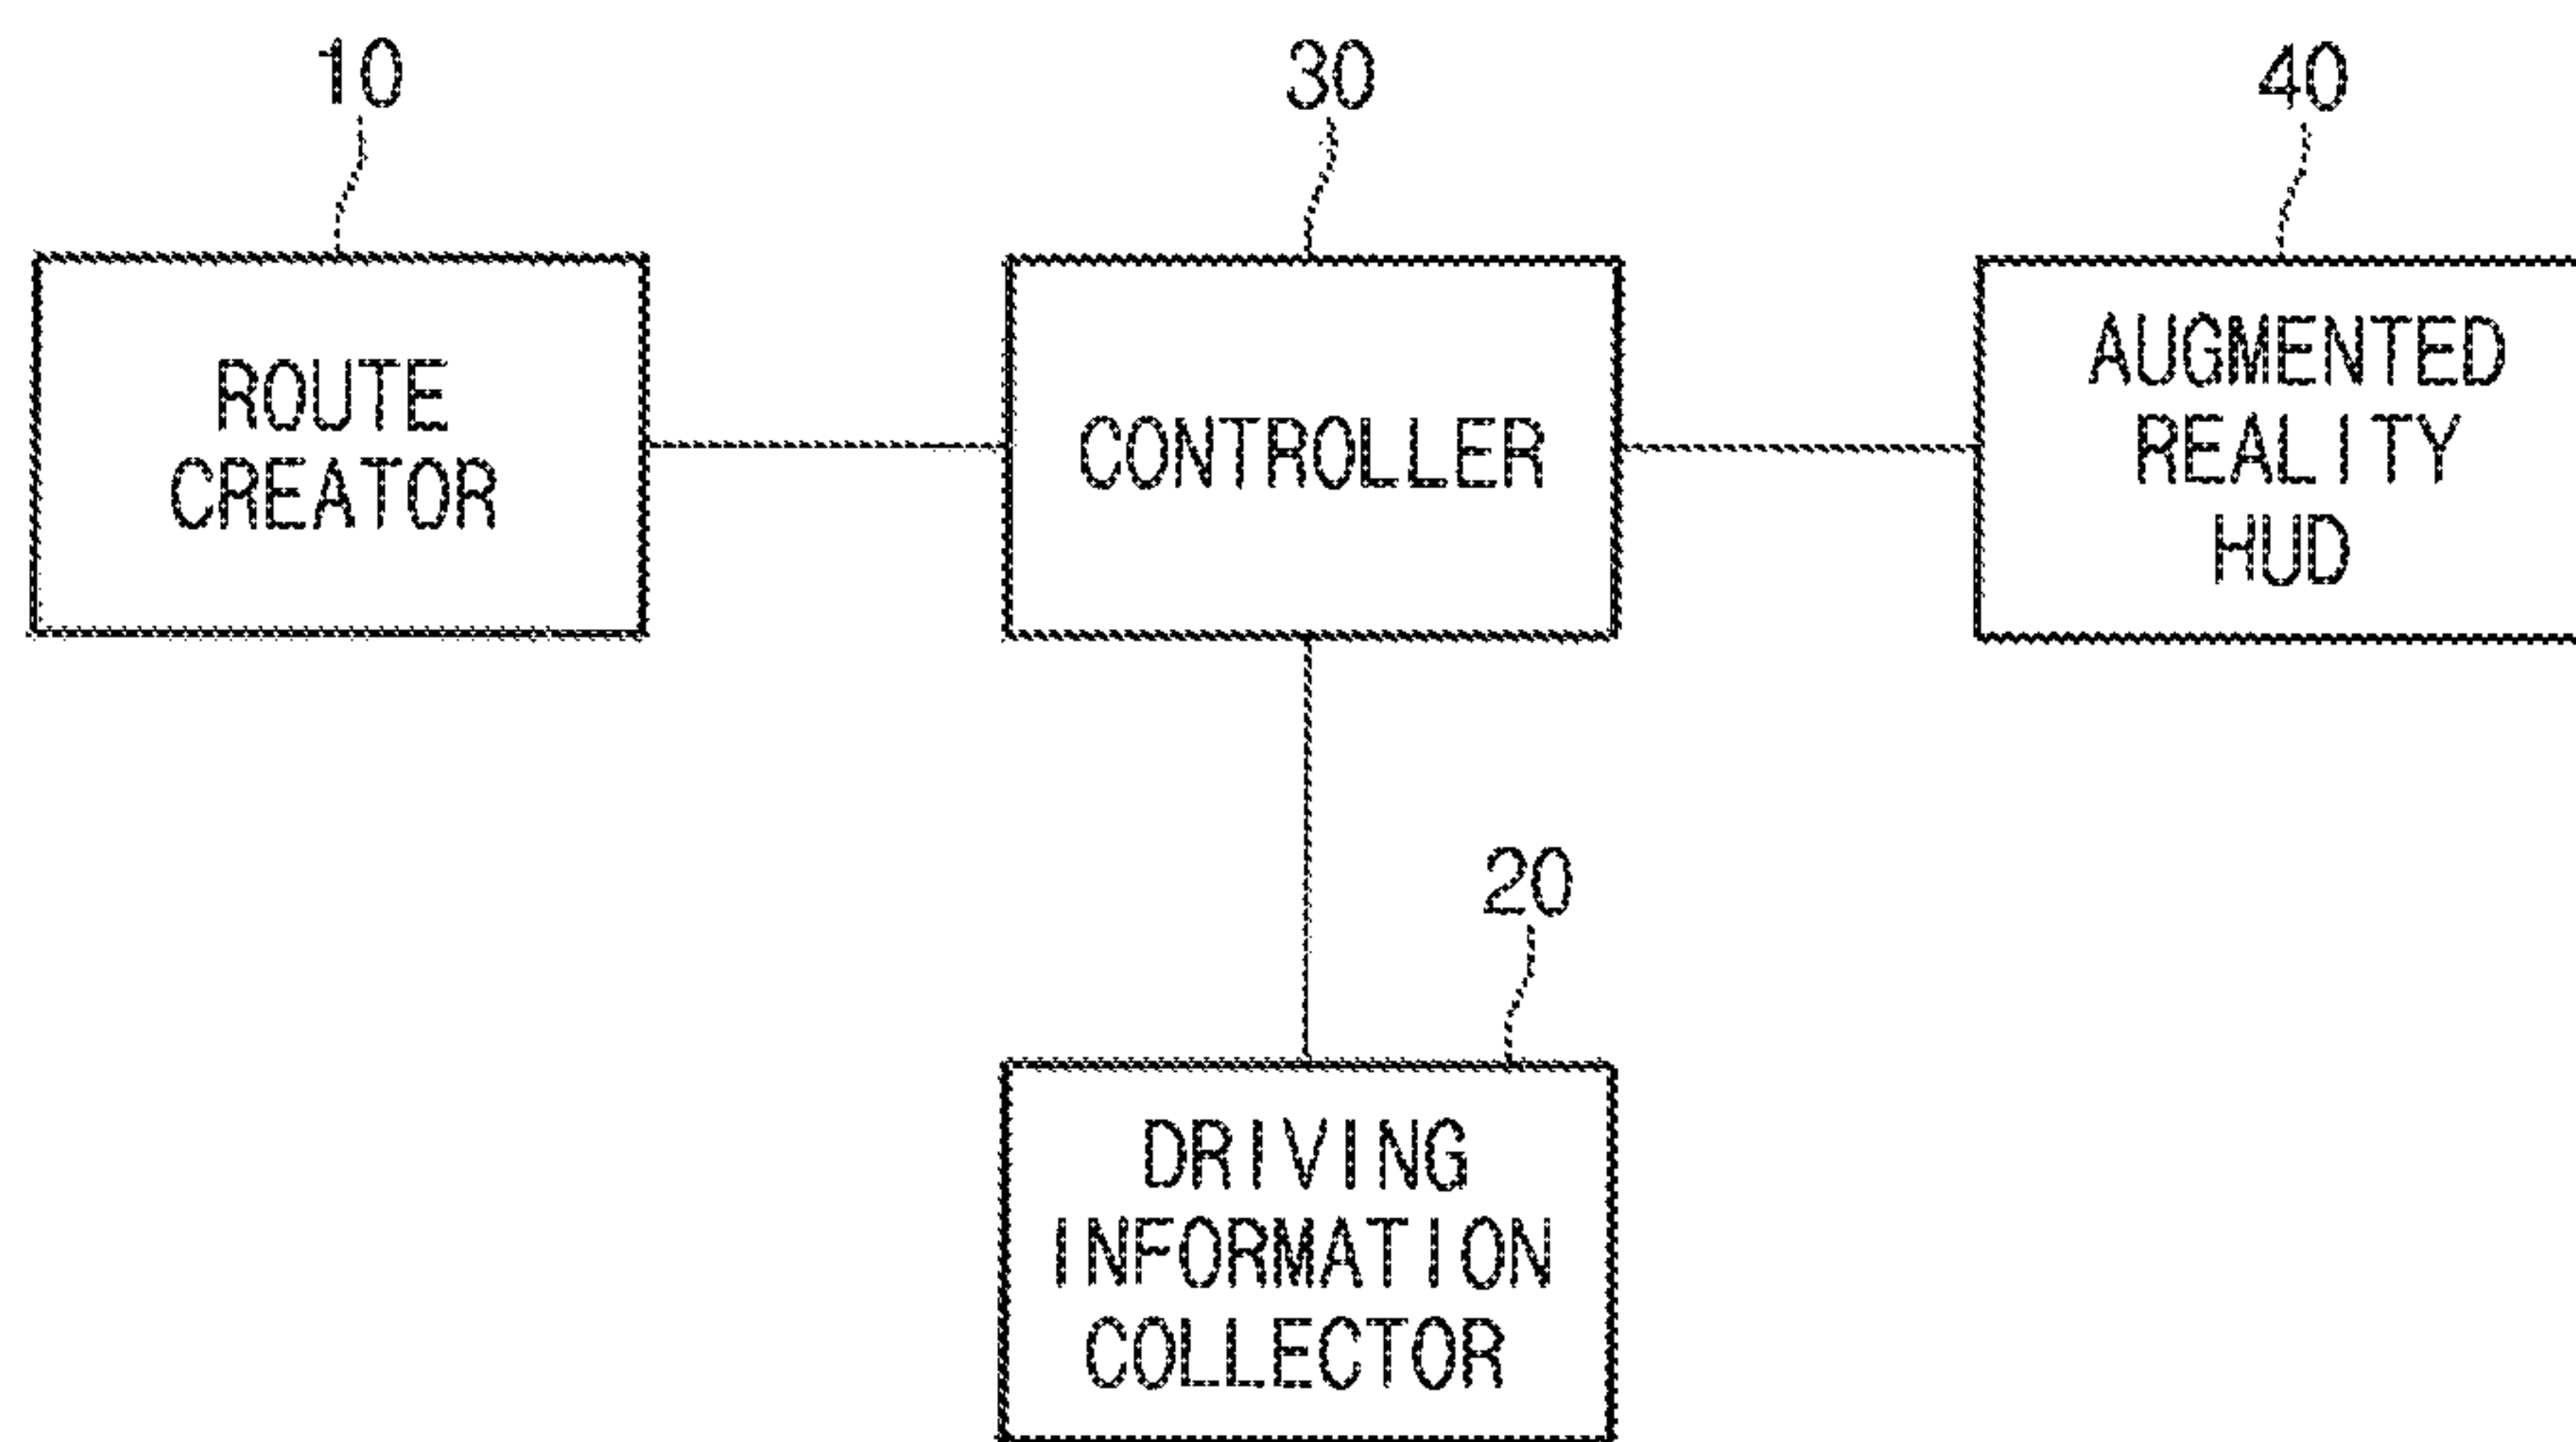 10
30
40
ROUTE
CREATOR
CONTROLLER
AUGMENTED
REALITY
HUD
20
DRIVING
INFORMATION
COLLECTOR